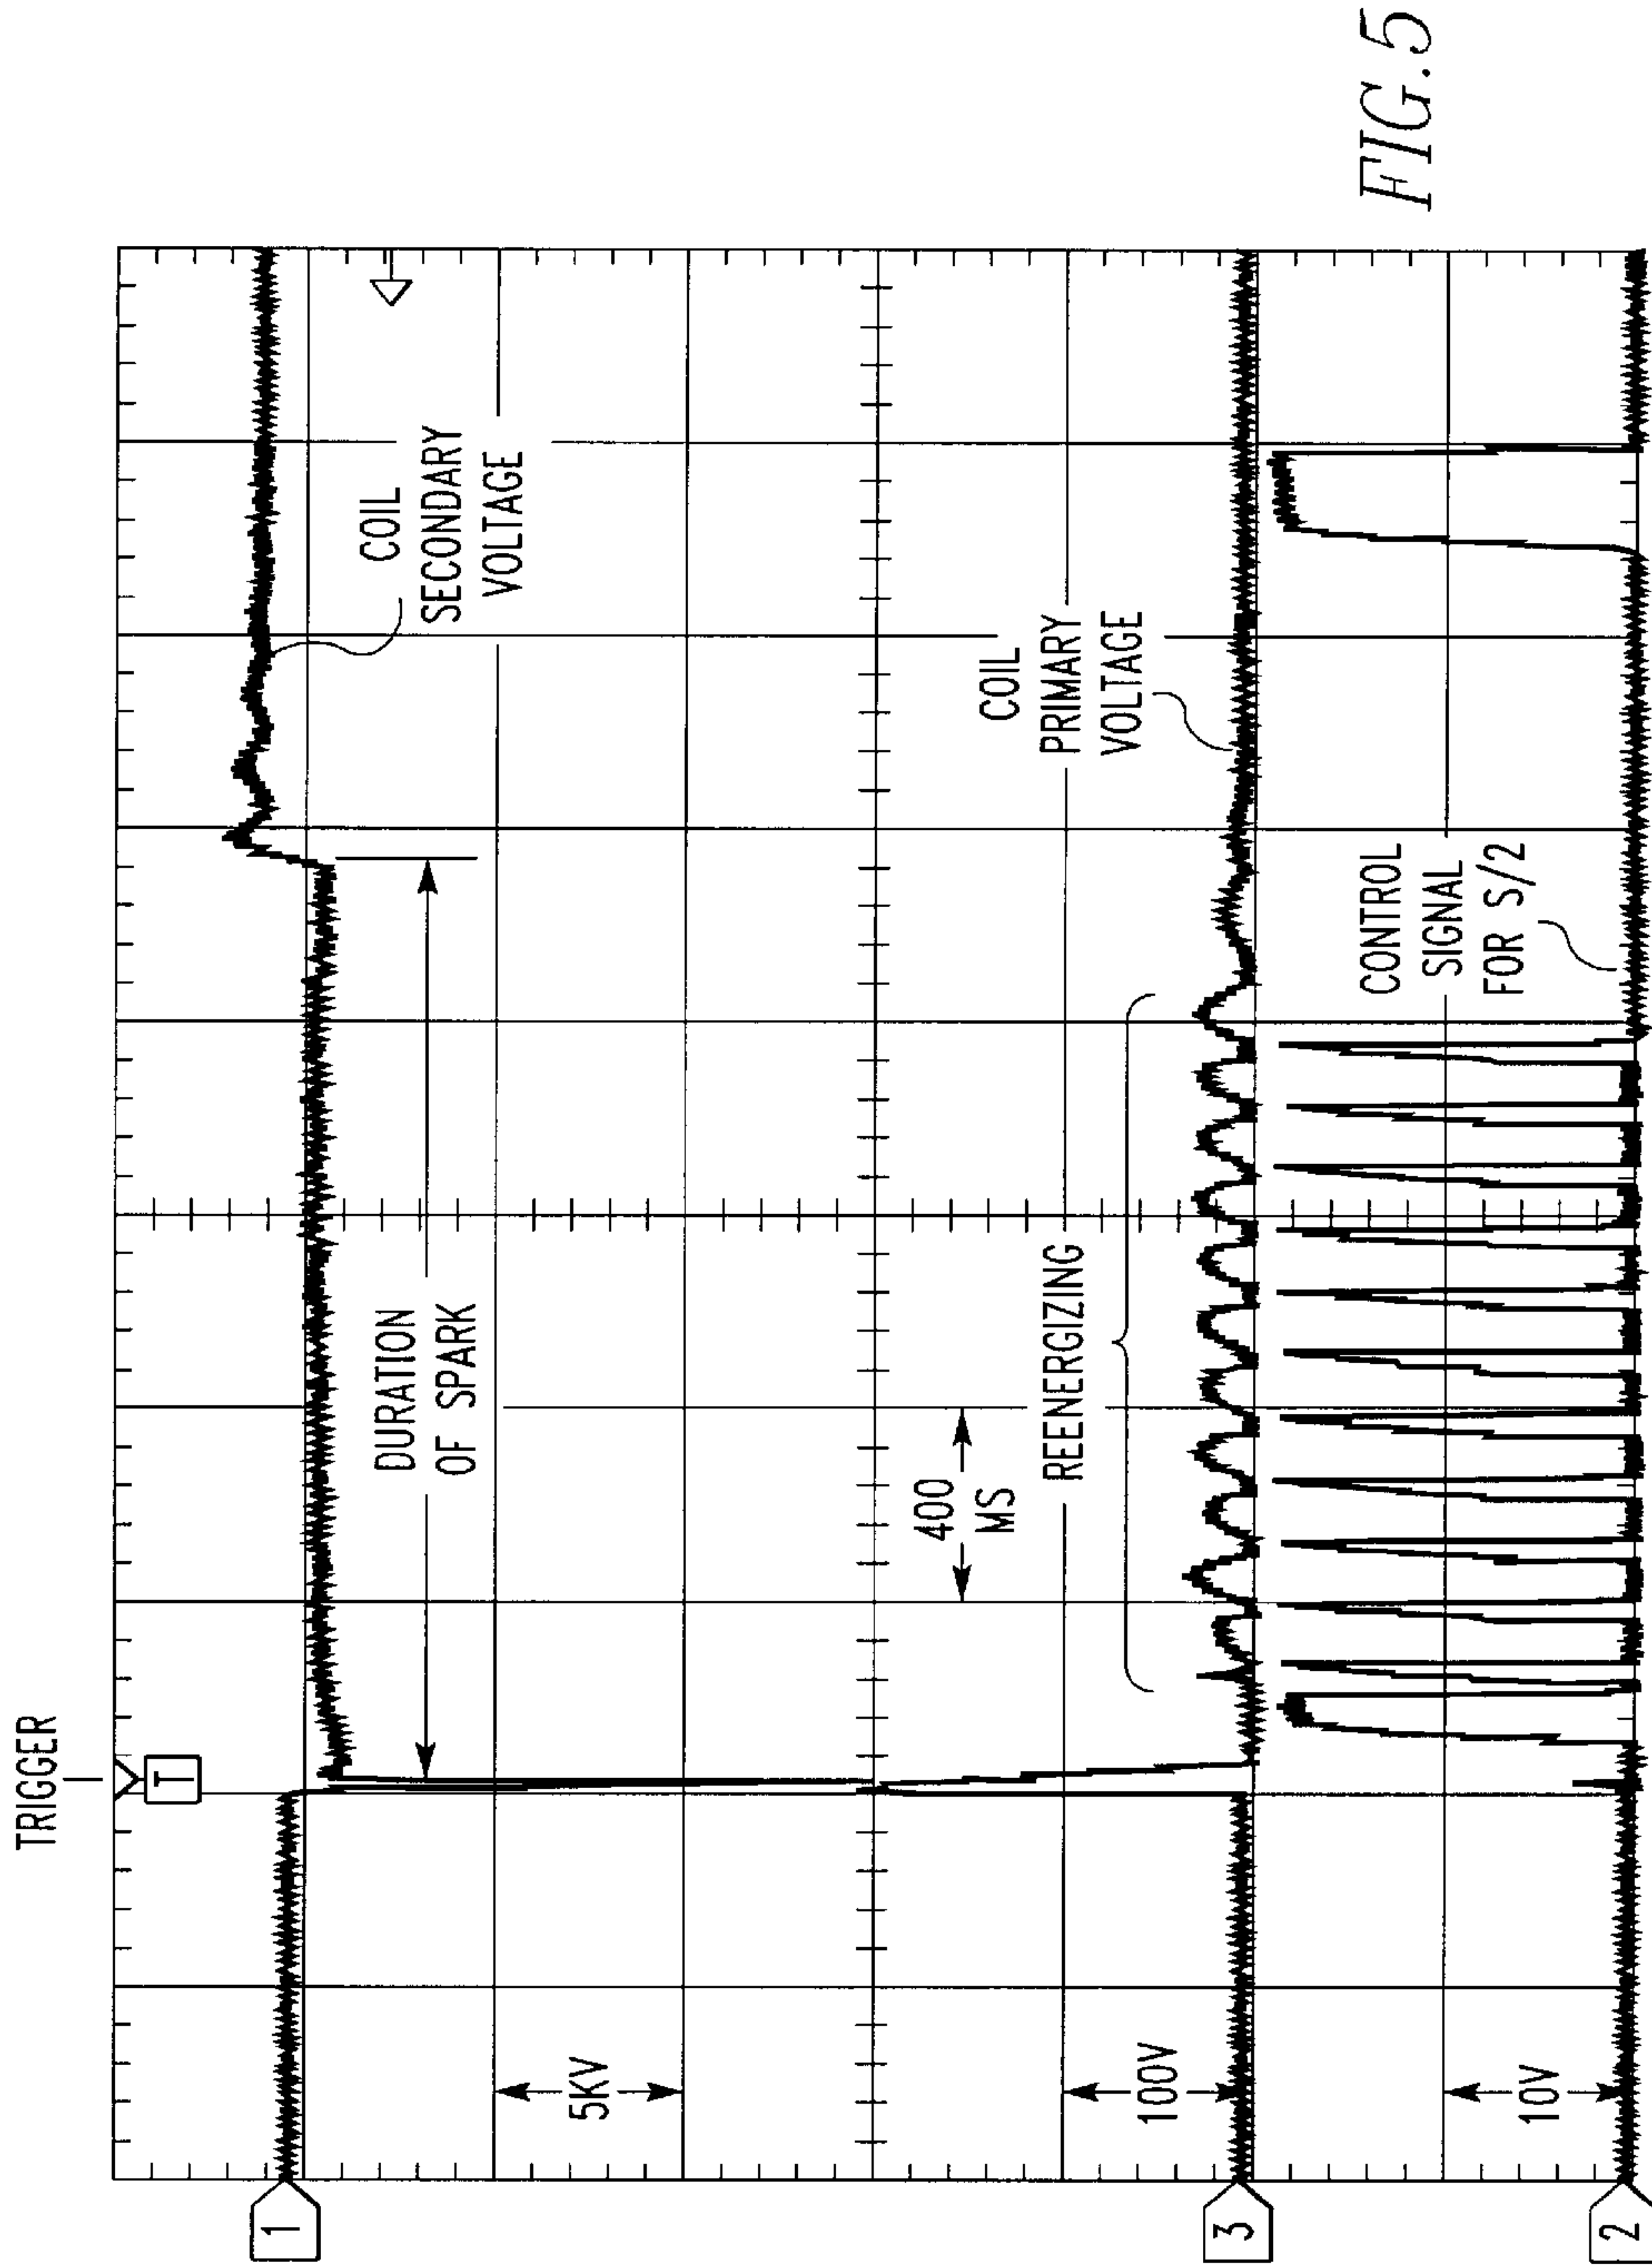 TRIGGER
T
1
COIL
SECONDARY
VOLTAGE
DURATION
OF SPARK
5KV
400
MS
COIL
PRIMARY
VOLTAGE
REENERGIZING
100V
3
CONTROL
SIGNAL
FOR S/2
10V
2
FIG.5